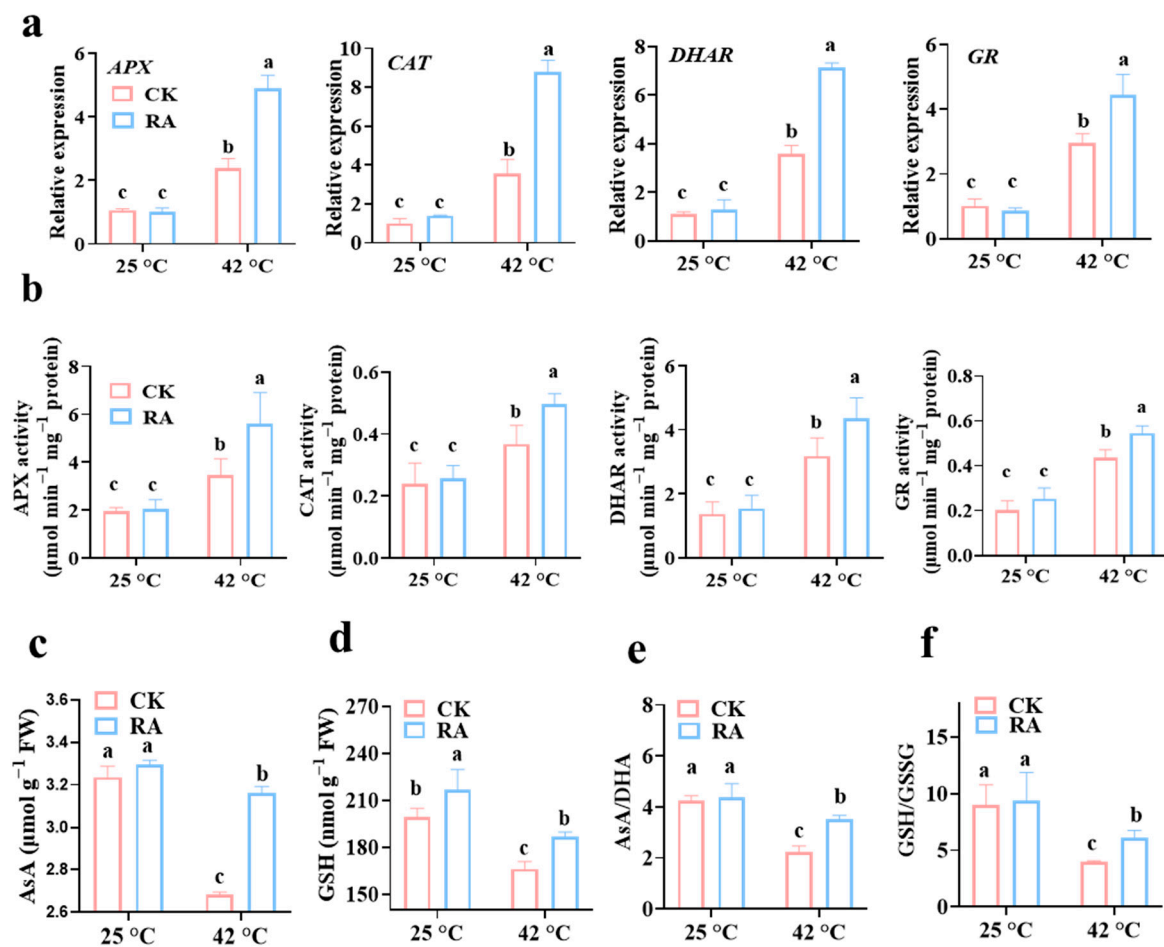 a
APX
CK
RA
Relative expression
6
4
2
0
c
c
b
a
25 °C
42 °C
CAT
Relative expression
10
8
6
4
2
0
c
c
b
a
25 °C
42 °C
DHAR
Relative expression
8
6
4
2
0
c
c
b
a
25 °C
42 °C
GR
Relative expression
6
4
2
0
c
c
b
a
25 °C
42 °C
b
APX activity
(μmol min⁻¹ mg⁻¹ protein)
8
6
4
2
0
CK
RA
c
c
b
a
25 °C
42 °C
CAT activity
(μmol min⁻¹ mg⁻¹ protein)
0.6
0.4
0.2
0.0
c
c
b
a
25 °C
42 °C
DHAR activity
(μmol min⁻¹ mg⁻¹ protein)
6
4
2
0
c
c
b
a
25 °C
42 °C
GR activity
(μmol min⁻¹ mg⁻¹ protein)
0.8
0.6
0.4
0.2
0.0
c
c
b
a
25 °C
42 °C
c
AsA (μmol g⁻¹ FW)
3.6
3.4
3.2
3.0
2.8
2.6
CK
RA
a
a
c
b
25 °C
42 °C
d
GSH (nmol g⁻¹ FW)
270
240
210
180
150
CK
RA
b
a
c
b
25 °C
42 °C
e
AsA/DHA
8
6
4
2
0
CK
RA
a
a
c
b
25 °C
42 °C
f
GSH/GSSG
15
10
5
0
CK
RA
a
a
c
b
25 °C
42 °C